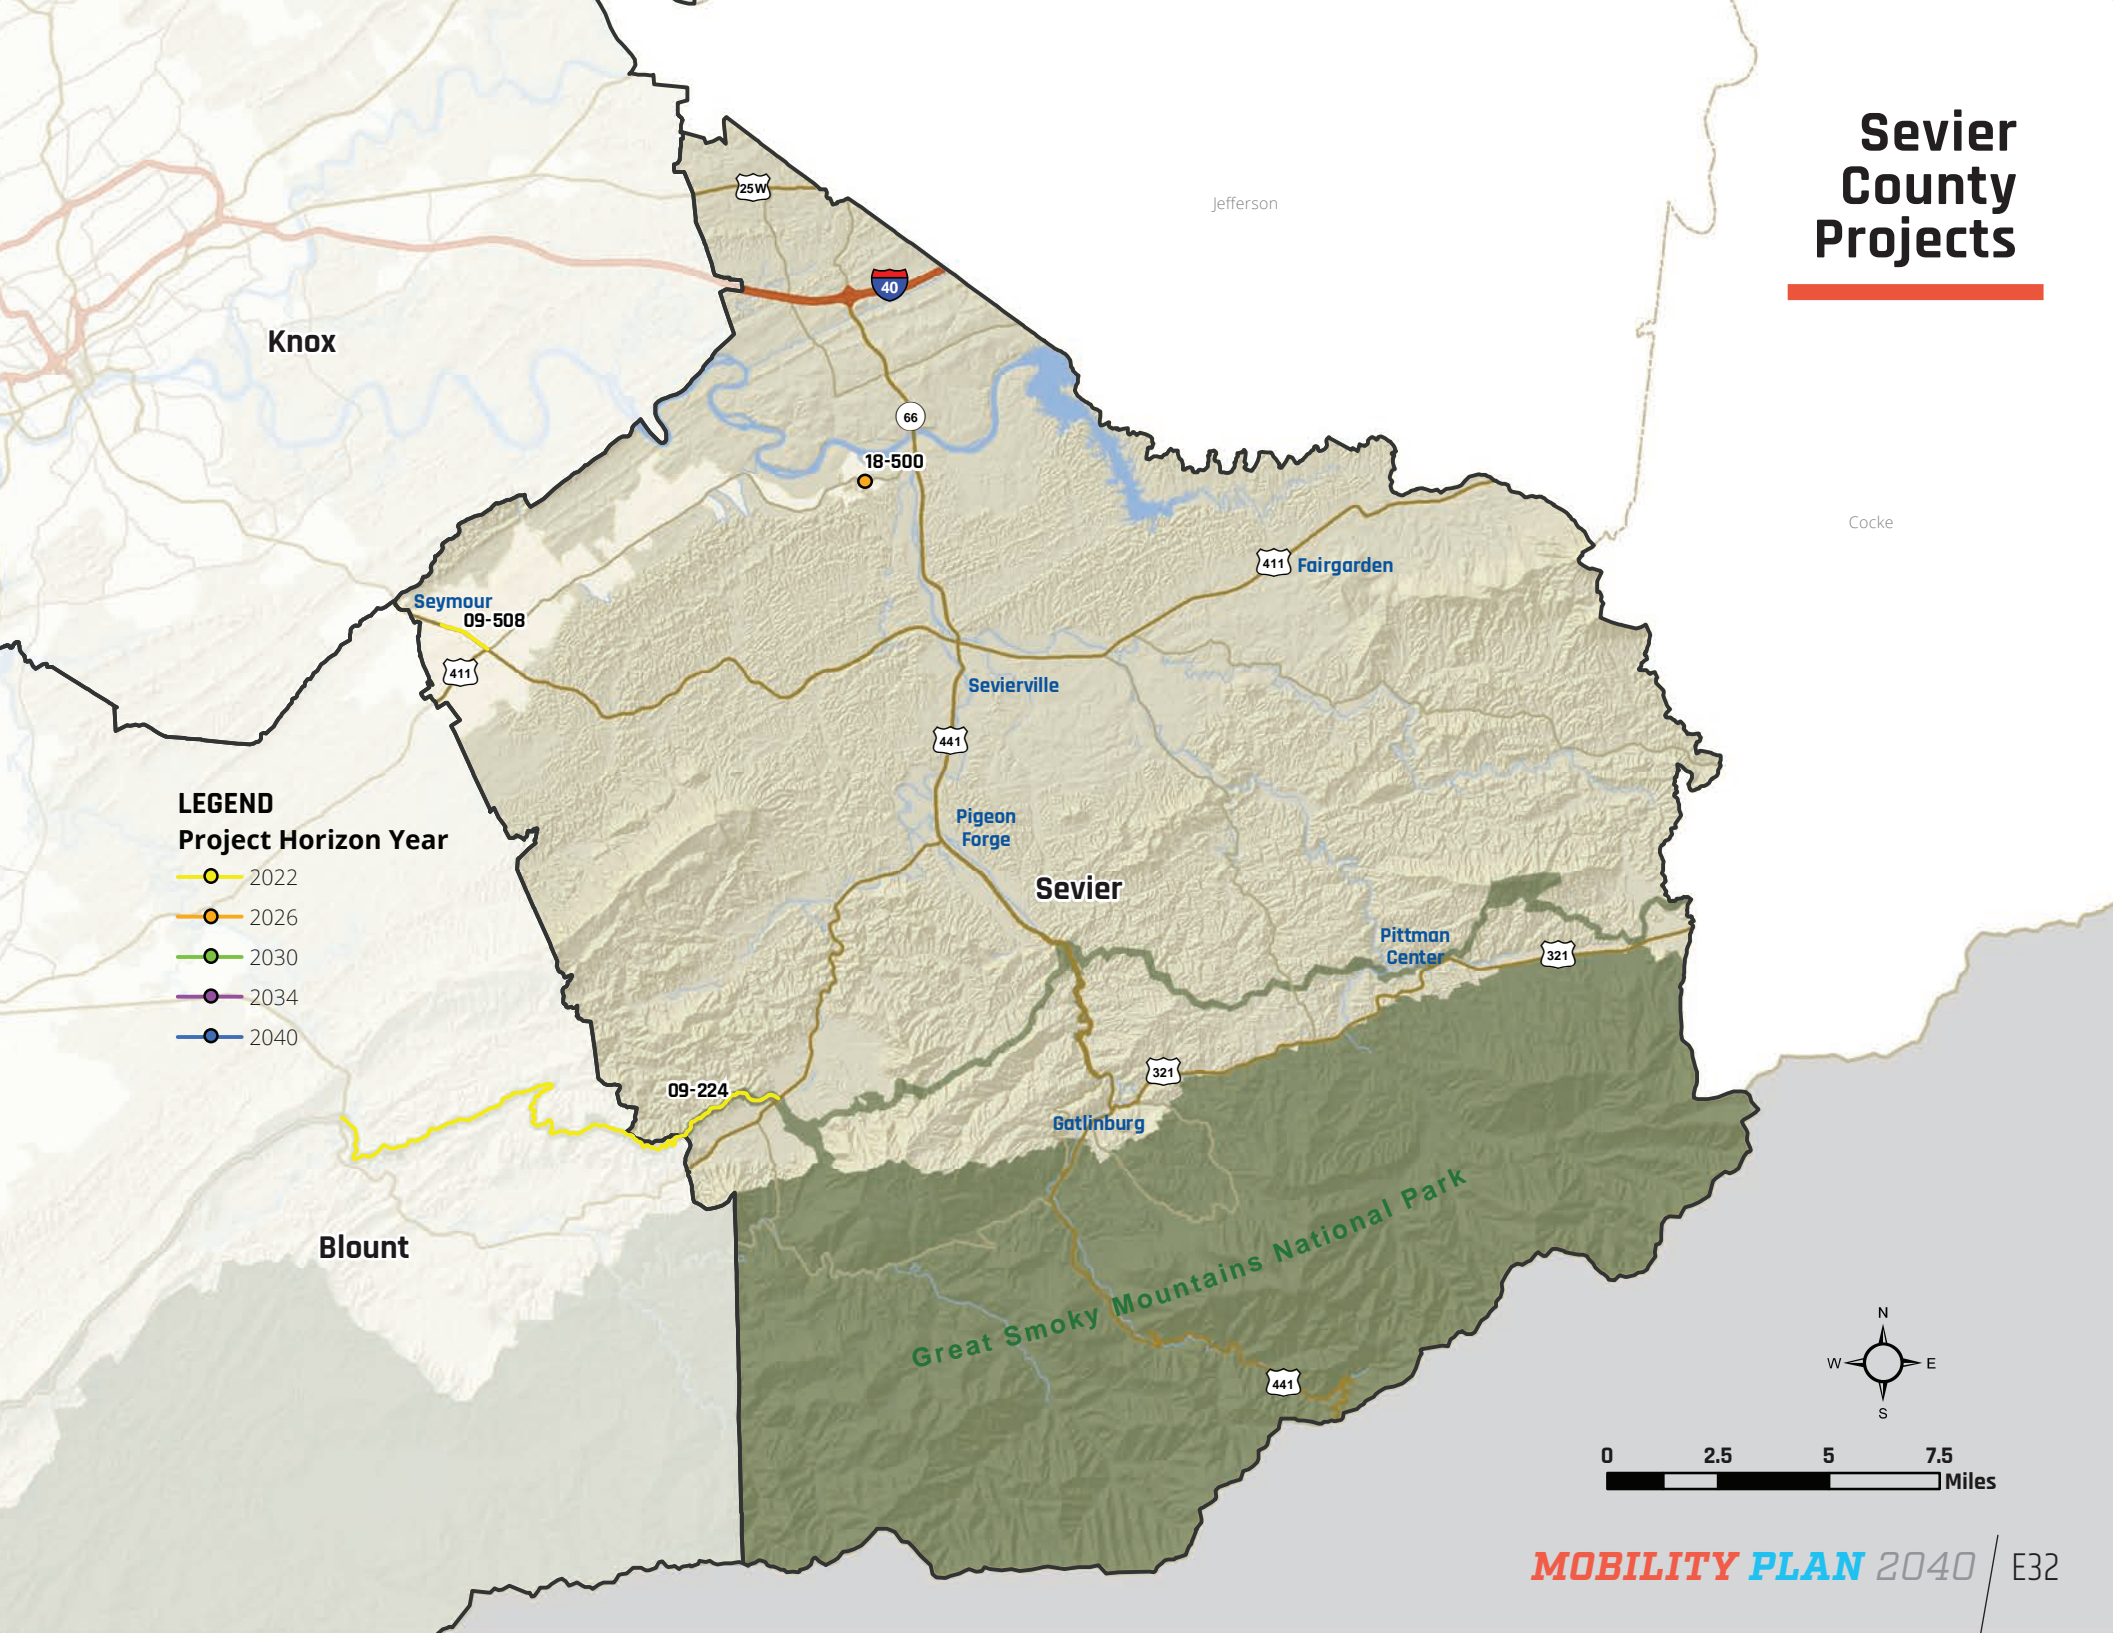 Sevier
County
Projects
25W
Jefferson
40
Knox
66
18-500
Cocke
411
Fairgarden
Seymour
09-508
411
Sevierville
441
Pigeon
Forge
LEGEND
Project Horizon Year
2022
2026
2030
2034
2040
Sevier
Pittman
Center
321
321
09-224
Gatlinburg
Blount
Great Smoky Mountains National Park
441
N
W
E
S
0
2.5
5
7.5
Miles
MOBILITY PLAN 2040
E32